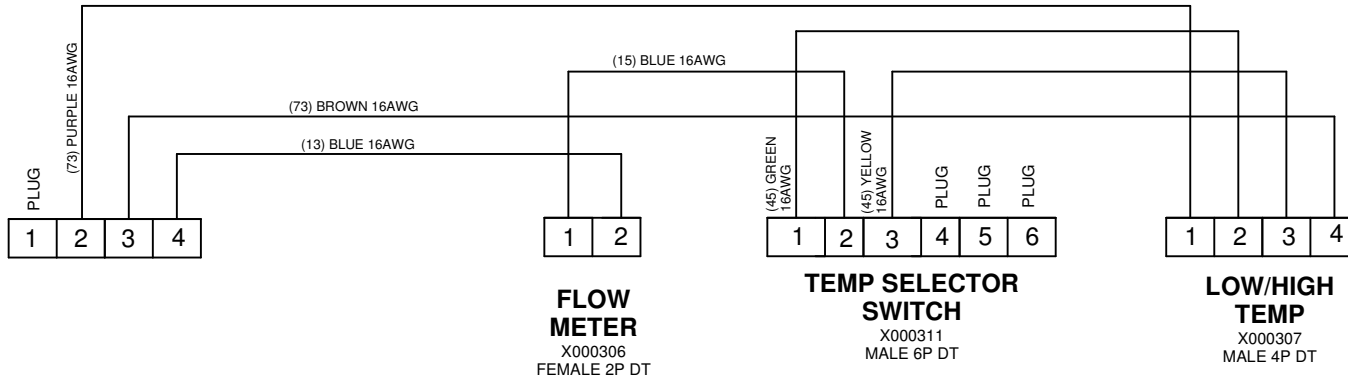 (15) BLUE 16AWG
(73) PURPLE 16AWG
(73) BROWN 16AWG
(13) BLUE 16AWG
PLUG
(45) GREEN
16AWG
(45) YELLOW
16AWG
PLUG
PLUG
PLUG
1 2 3 4
1 2
1 2 3 4 5 6
1 2 3 4
FLOW
METER
X000306
FEMALE 2P DT
TEMP SELECTOR
SWITCH
X000311
MALE 6P DT
LOW/HIGH
TEMP
X000307
MALE 4P DT